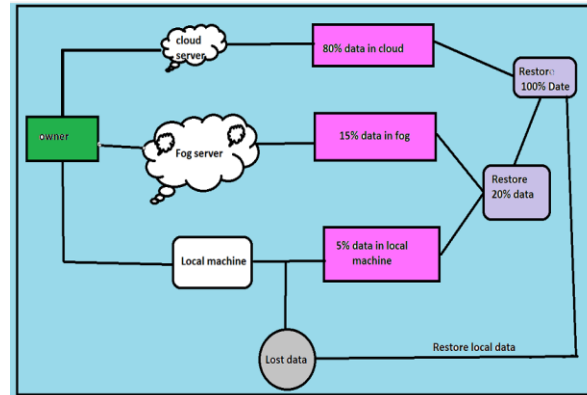 cloud
server
80% data in cloud
Restore
100% Date
owner
Fog server
15% data in fog
Restore
20% data
Local machine
5% data in local
machine
Lost data
Restore local data